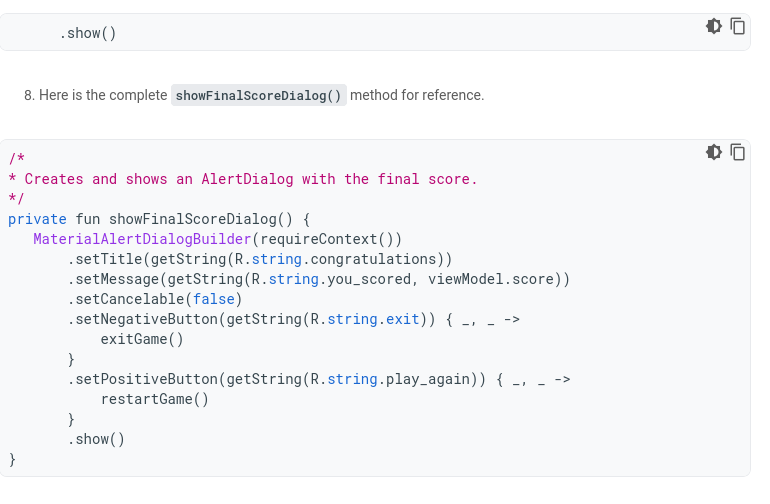 .show()
8. Here is the complete showFinalScoreDialog() method for reference.
/*
* Creates and shows an AlertDialog with the final score.
*/
private fun showFinalScoreDialog() {
   MaterialAlertDialogBuilder(requireContext())
       .setTitle(getString(R.string.congratulations))
       .setMessage(getString(R.string.you_scored, viewModel.score))
       .setCancelable(false)
       .setNegativeButton(getString(R.string.exit)) { _, _ ->
           exitGame()
       }
       .setPositiveButton(getString(R.string.play_again)) { _, _ ->
           restartGame()
       }
       .show()
}